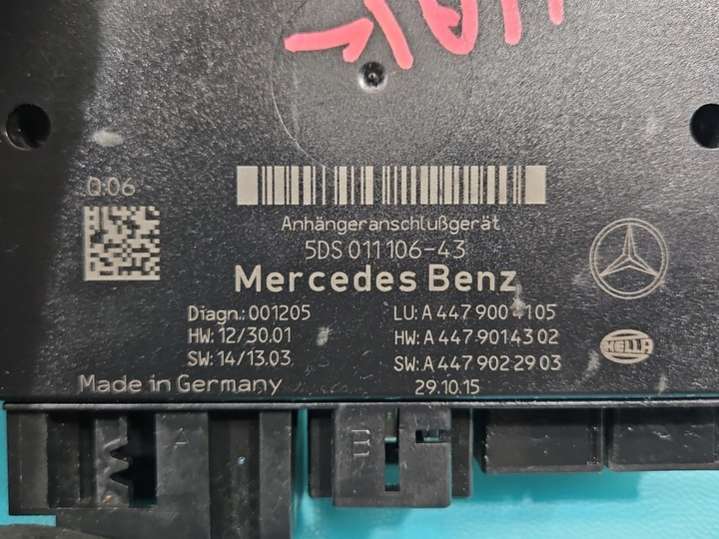 Q:06
Anhängeranschlußgerät
5DS 011 106-43
Mercedes Benz
Diagn.:001205
LU: A 447 900 41 05
HW: 12/30.01
HW: A 447 901 43 02
SW: 14/13.03
SW: A 447 902 29 03
HELLA
Made in Germany
29.10.15
A
E